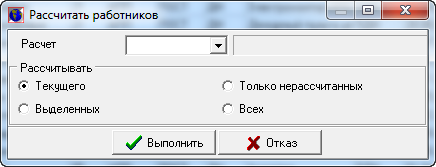 Рассчитать работников
Расчет
Рассчитывать
Текущего
Только нерассчитанных
Выделенных
Всех
Выполнить
Отказ